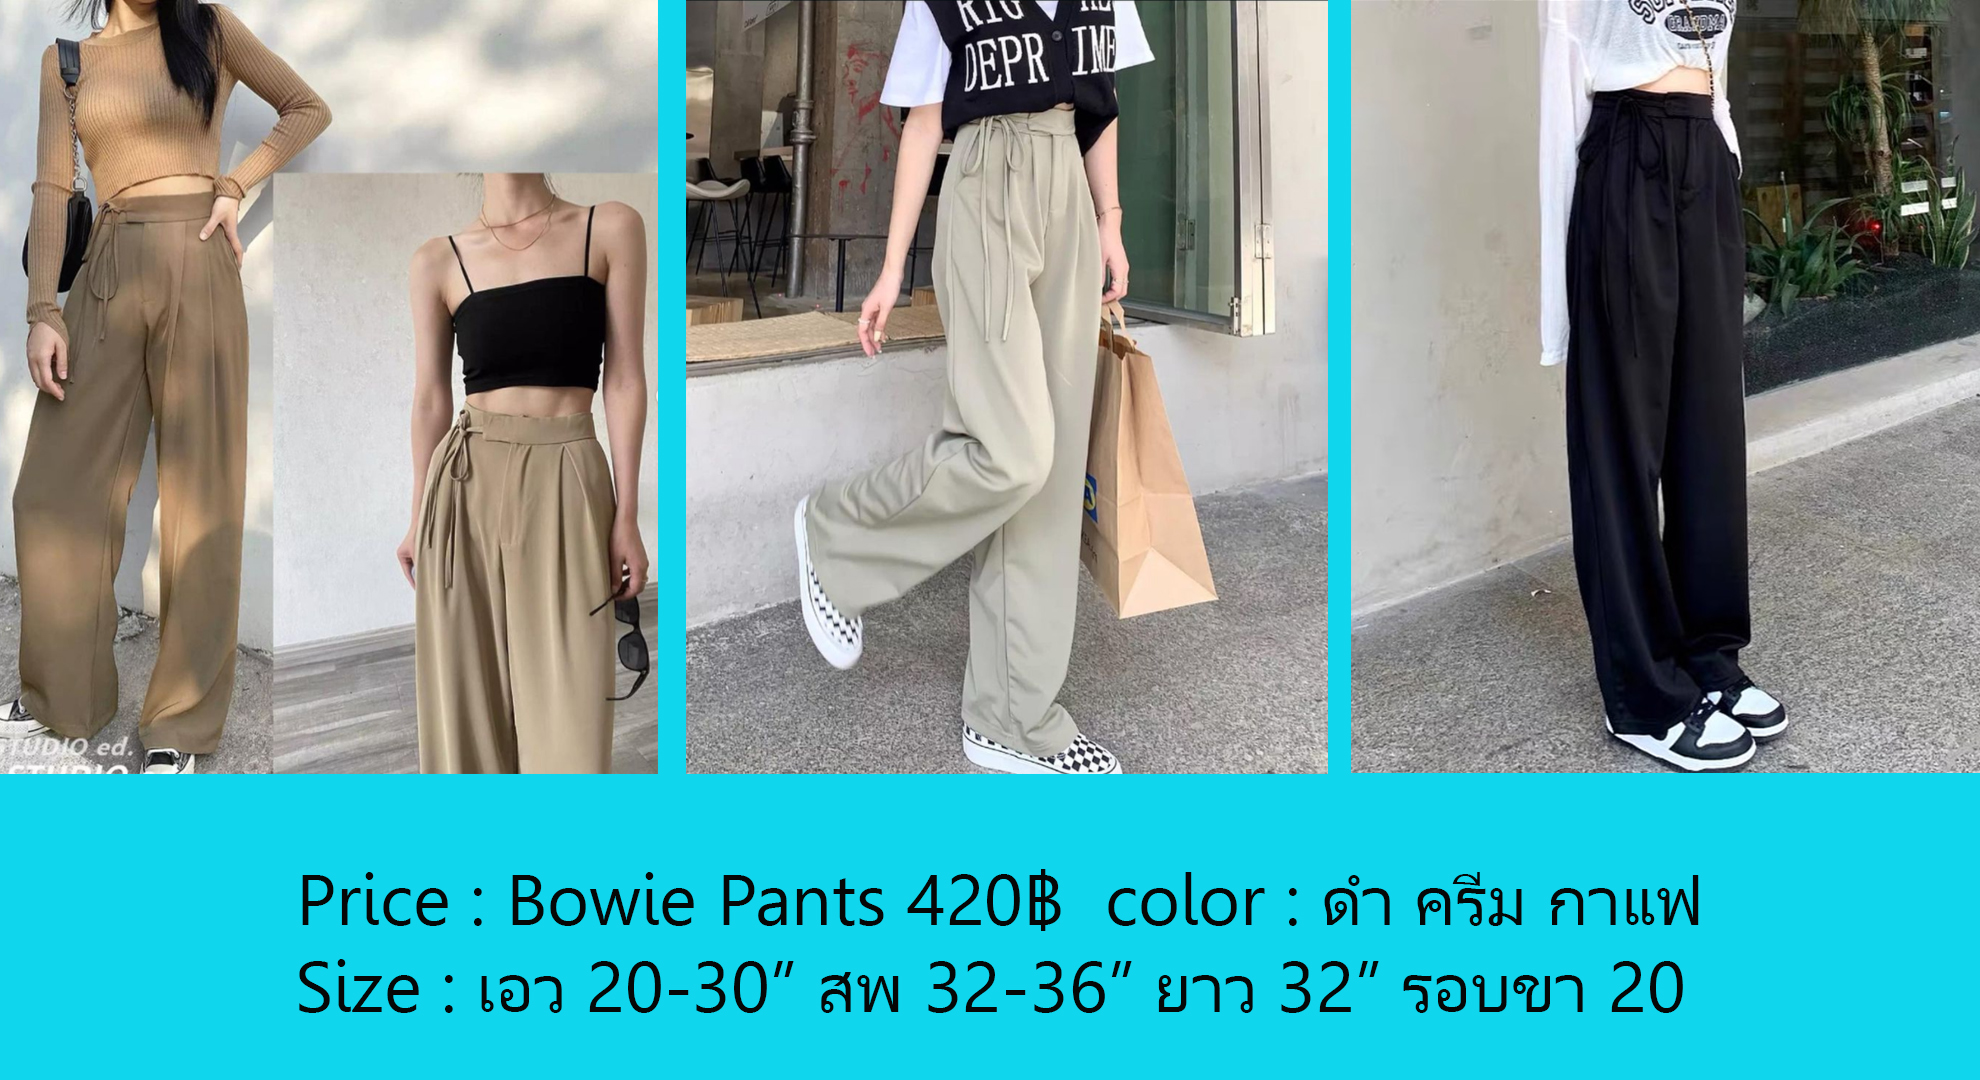 RIG
DEPR IME
GRANDMA
STUDIO ed.
STUDIO
Price : Bowie Pants 420฿ color : ดำ ครีม กาแฟ
Size : เอว 20-30” สพ 32-36” ยาว 32” รอบขา 20